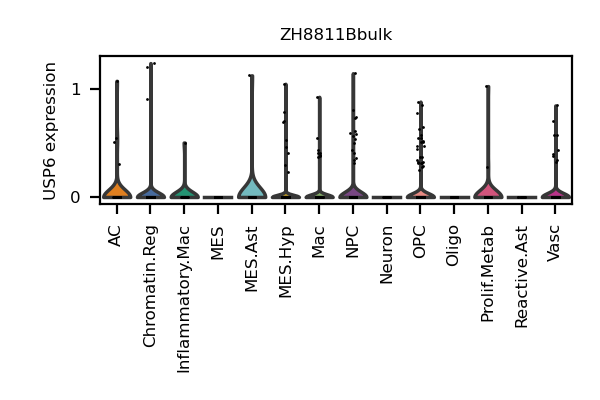 ZH8811Bbulk
USP6 expression
1
0
AC
Chromatin.Reg
Inflammatory.Mac
MES
MES.Ast
MES.Hyp
Mac
NPC
Neuron
OPC
Oligo
Prolif.Metab
Reactive.Ast
Vasc